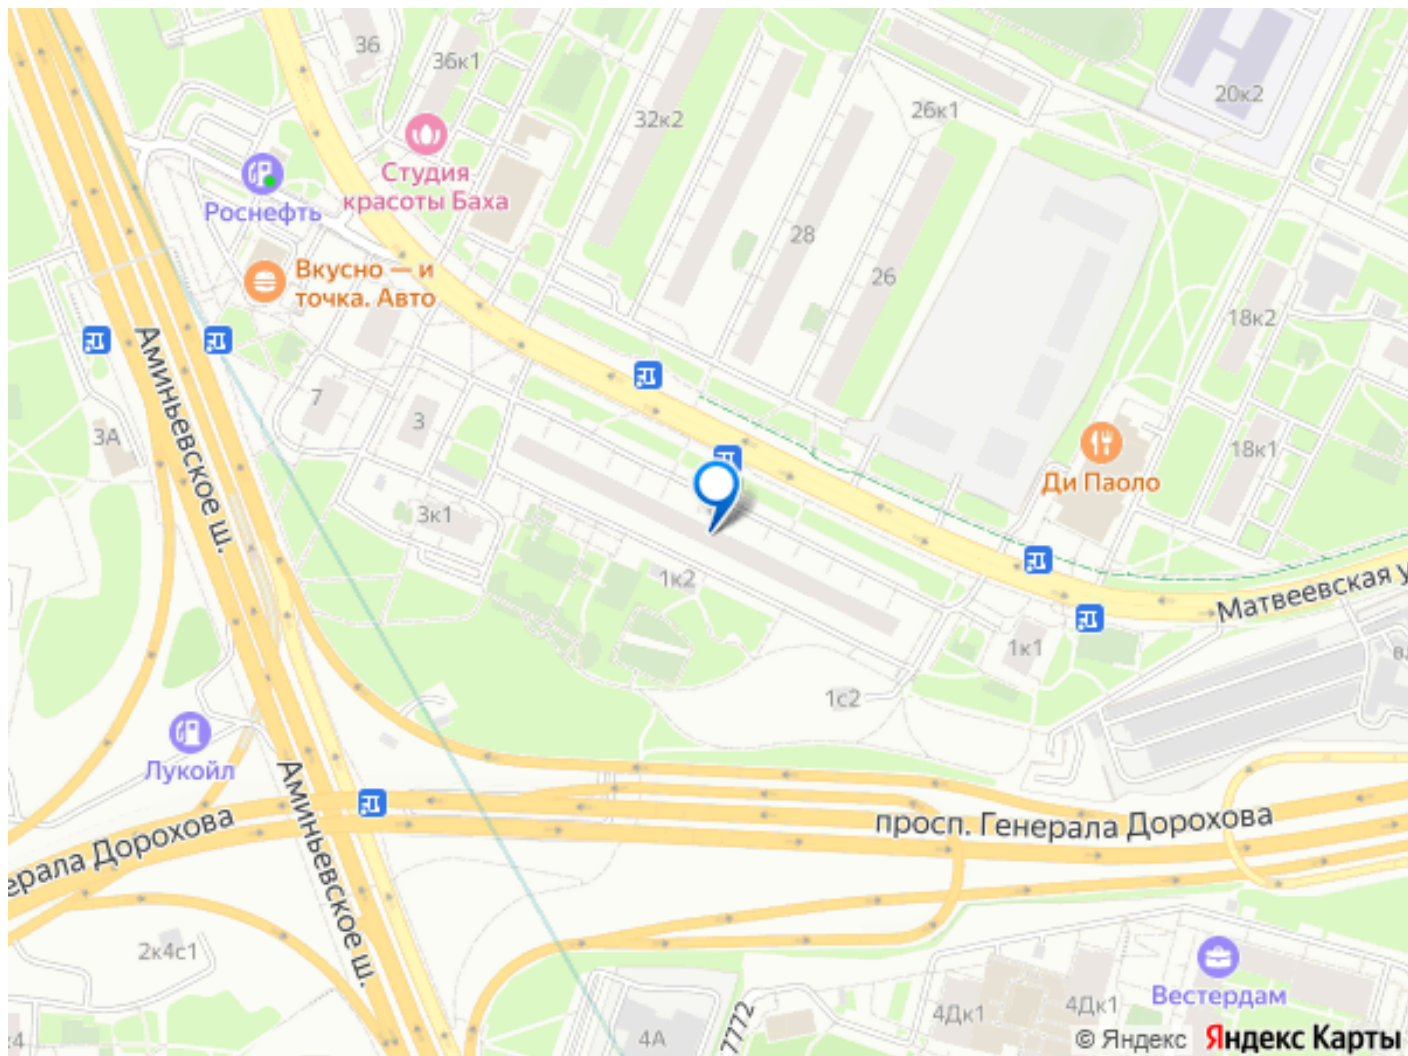 36
36к1
32к2
26к1
20к2
Студия
красоты Баха
Роснефть
28
26
Вкусно — и
точка. Авто
18к2
7
3
3А
Аминьевское ш.
18к1
Ди Паоло
3к1
1к2
Матвеевская у
1к1
1с2
Лукойл
Аминьевское ш.
просп. Генерала Дорохова
ерала Дорохова
2к4с1
4А
7772
4Дк1
4Дк1
Вестердам
© Яндекс Яндекс Карты